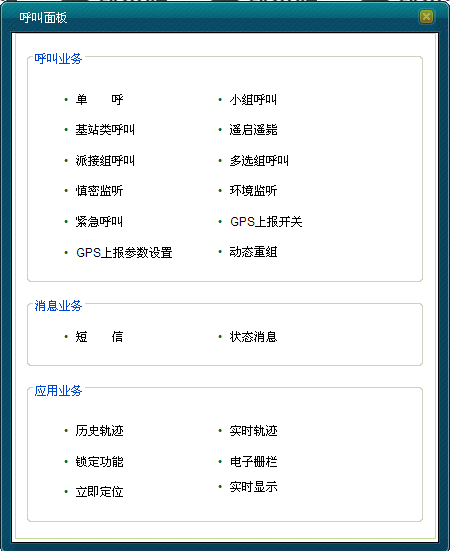 呼叫面板
呼叫业务
• 单 呼 • 小组呼叫
• 基站类呼叫 • 遥启遥毙
• 派接组呼叫 • 多选组呼叫
• 慎密监听 • 环境监听
• 紧急呼叫 • GPS上报开关
• GPS上报参数设置 • 动态重组
消息业务
• 短 信 • 状态消息
应用业务
• 历史轨迹 • 实时轨迹
• 锁定功能 • 电子栅栏
• 立即定位 • 实时显示